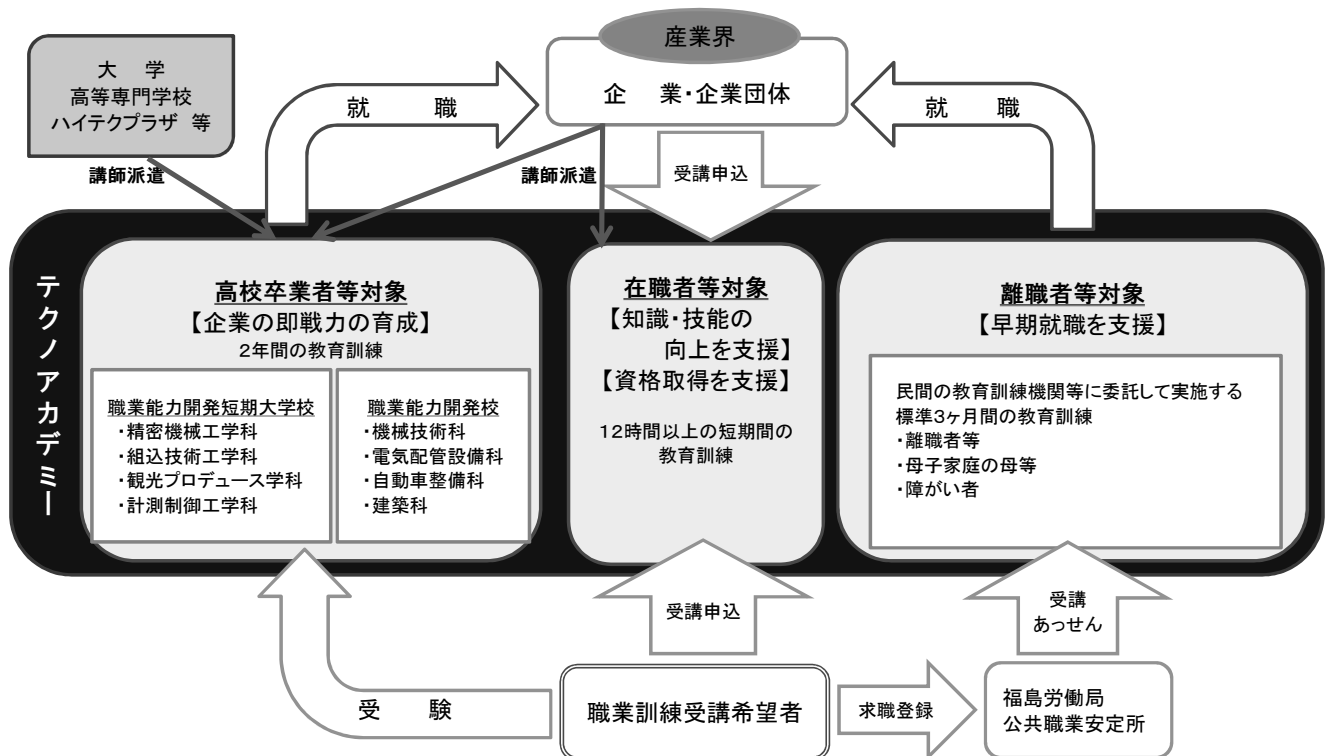 産業界
企　業・企業団体
大　学
高等専門学校
ハイテクプラザ 等
就　職
就　職
講師派遣
講師派遣
受講申込
テクノアカデミー
高校卒業者等対象
【企業の即戦力の育成】
2年間の教育訓練
職業能力開発短期大学校
・精密機械工学科
・組込技術工学科
・観光プロデュース学科
・計測制御工学科
職業能力開発校
・機械技術科
・電気配管設備科
・自動車整備科
・建築科
在職者等対象
【知識・技能の
向上を支援】
【資格取得を支援】
12時間以上の短期間の
教育訓練
離職者等対象
【早期就職を支援】
民間の教育訓練機関等に委託して実施する
標準3ヶ月間の教育訓練
・離職者等
・母子家庭の母等
・障がい者
受講申込
受講
あっせん
受　験
職業訓練受講希望者
求職登録
福島労働局
公共職業安定所